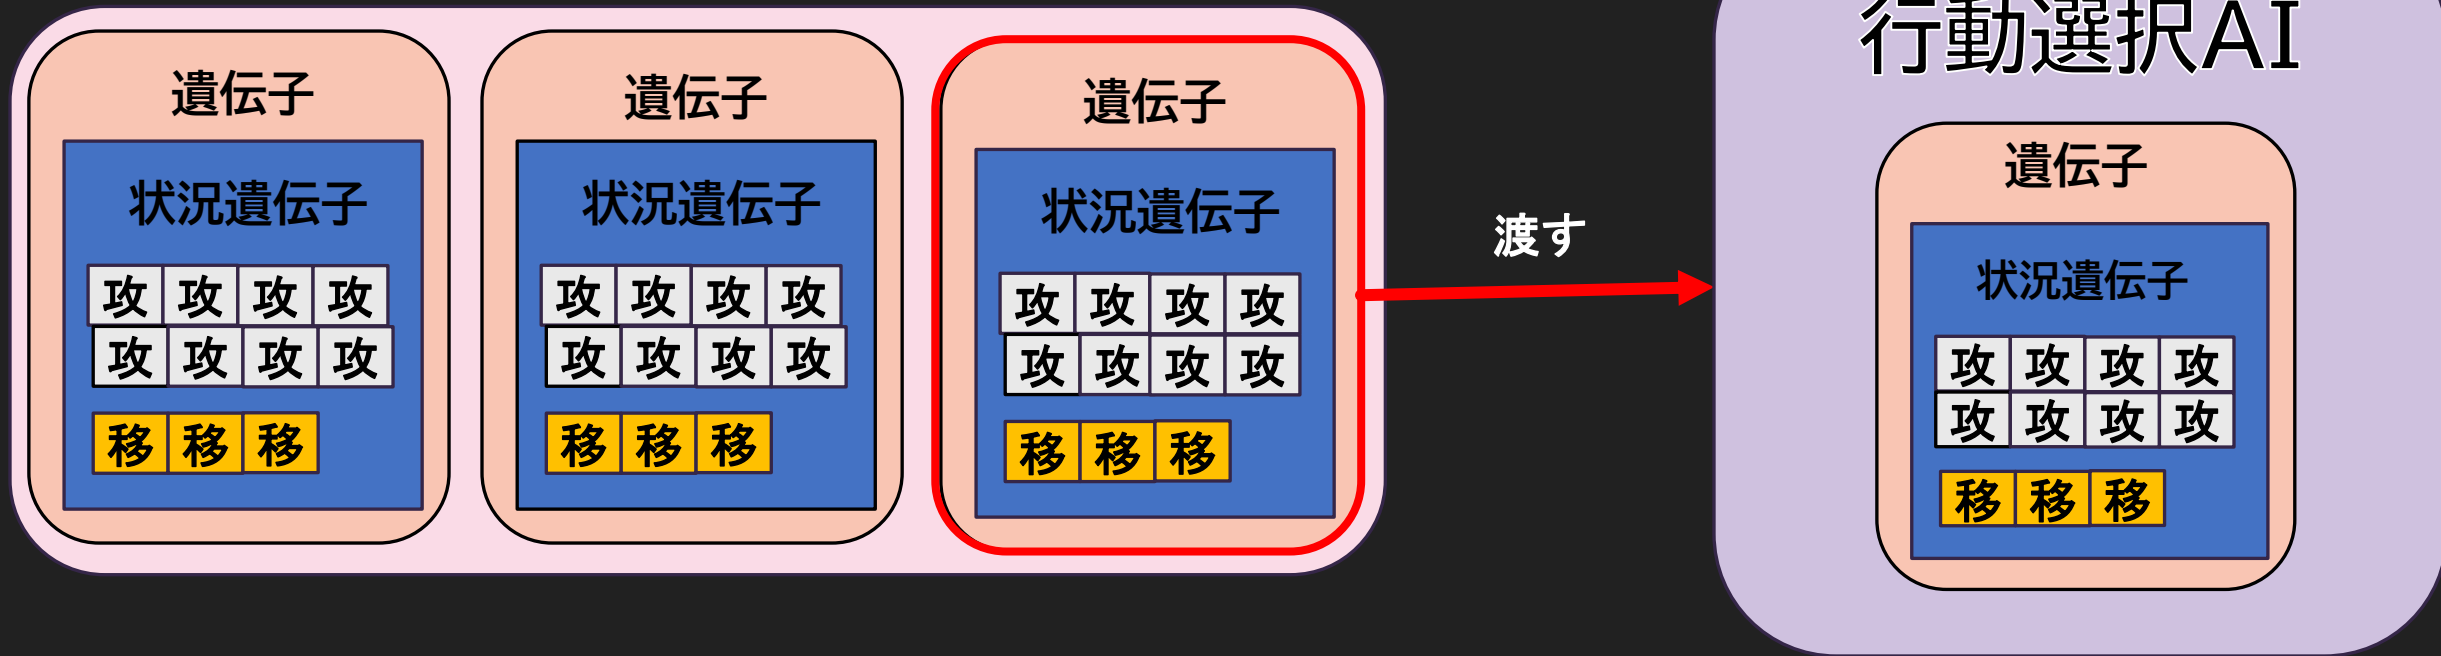 遺伝子
状況遺伝子
攻 攻 攻 攻
攻 攻 攻 攻
移 移 移
遺伝子
状況遺伝子
攻 攻 攻 攻
攻 攻 攻 攻
移 移 移
遺伝子
状況遺伝子
攻 攻 攻 攻
攻 攻 攻 攻
移 移 移
渡す
行動選択AI
遺伝子
状況遺伝子
攻 攻 攻 攻
攻 攻 攻 攻
移 移 移